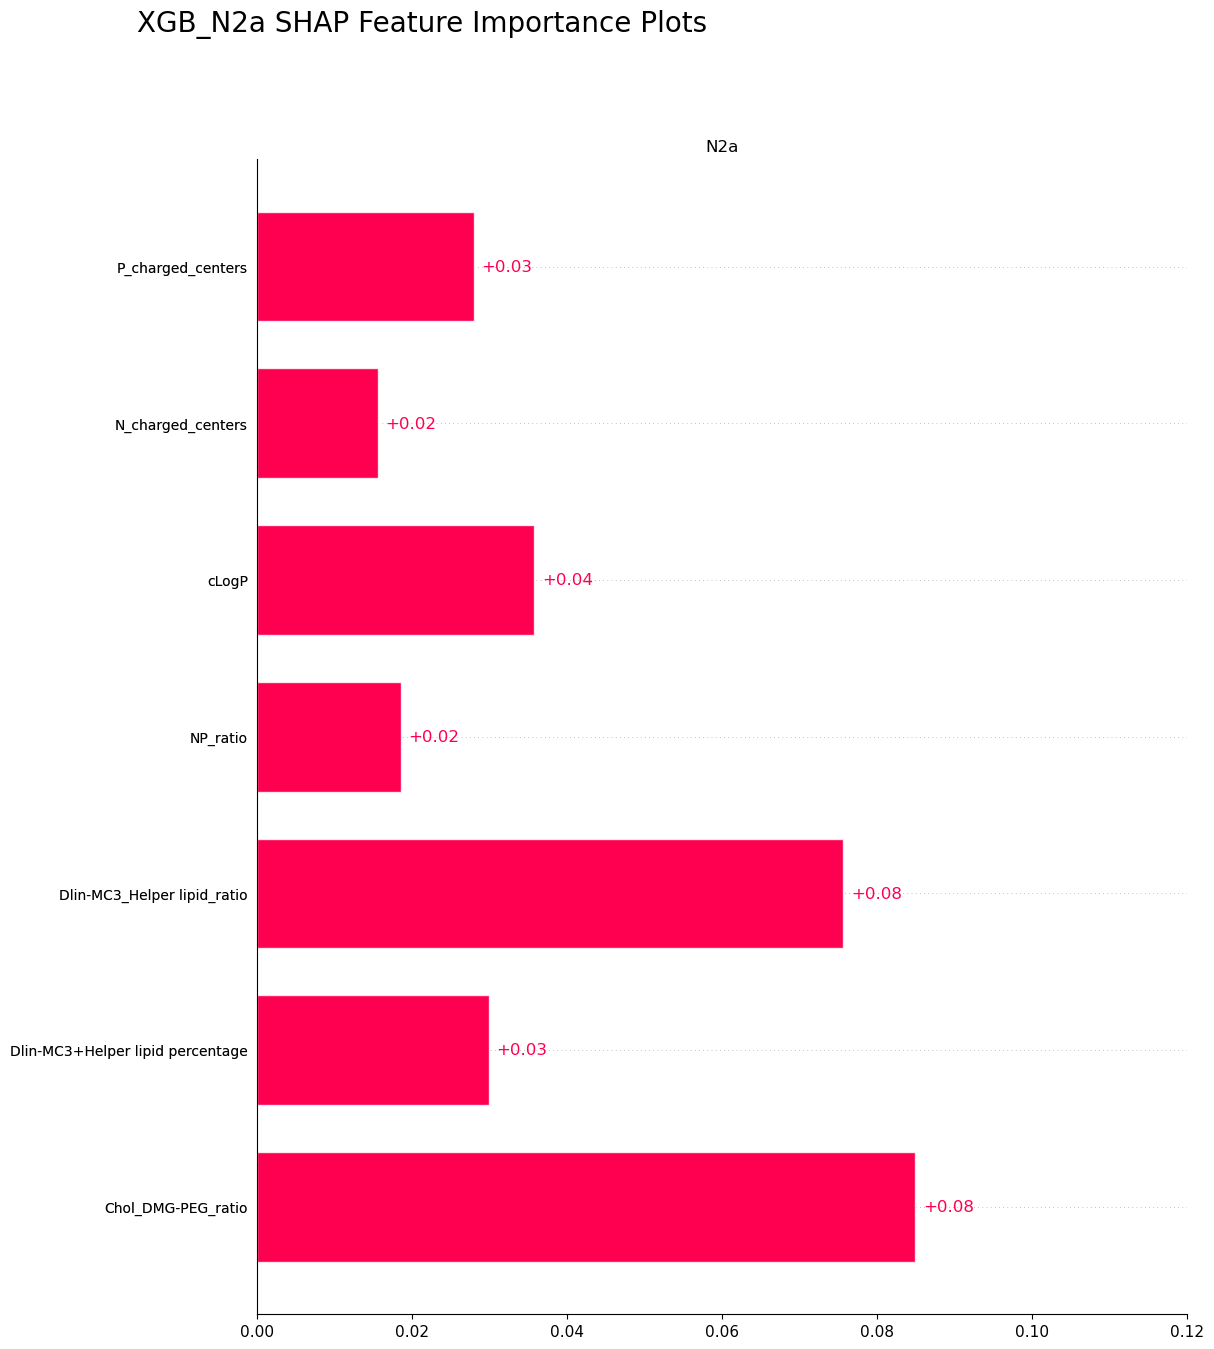 XGB_N2a SHAP Feature Importance Plots
N2a
P_charged_centers
+0.03
N_charged_centers
+0.02
cLogP
+0.04
NP_ratio
+0.02
Dlin-MC3_Helper lipid_ratio
+0.08
Dlin-MC3+Helper lipid percentage
+0.03
Chol_DMG-PEG_ratio
+0.08
0.00 0.02 0.04 0.06 0.08 0.10 0.12